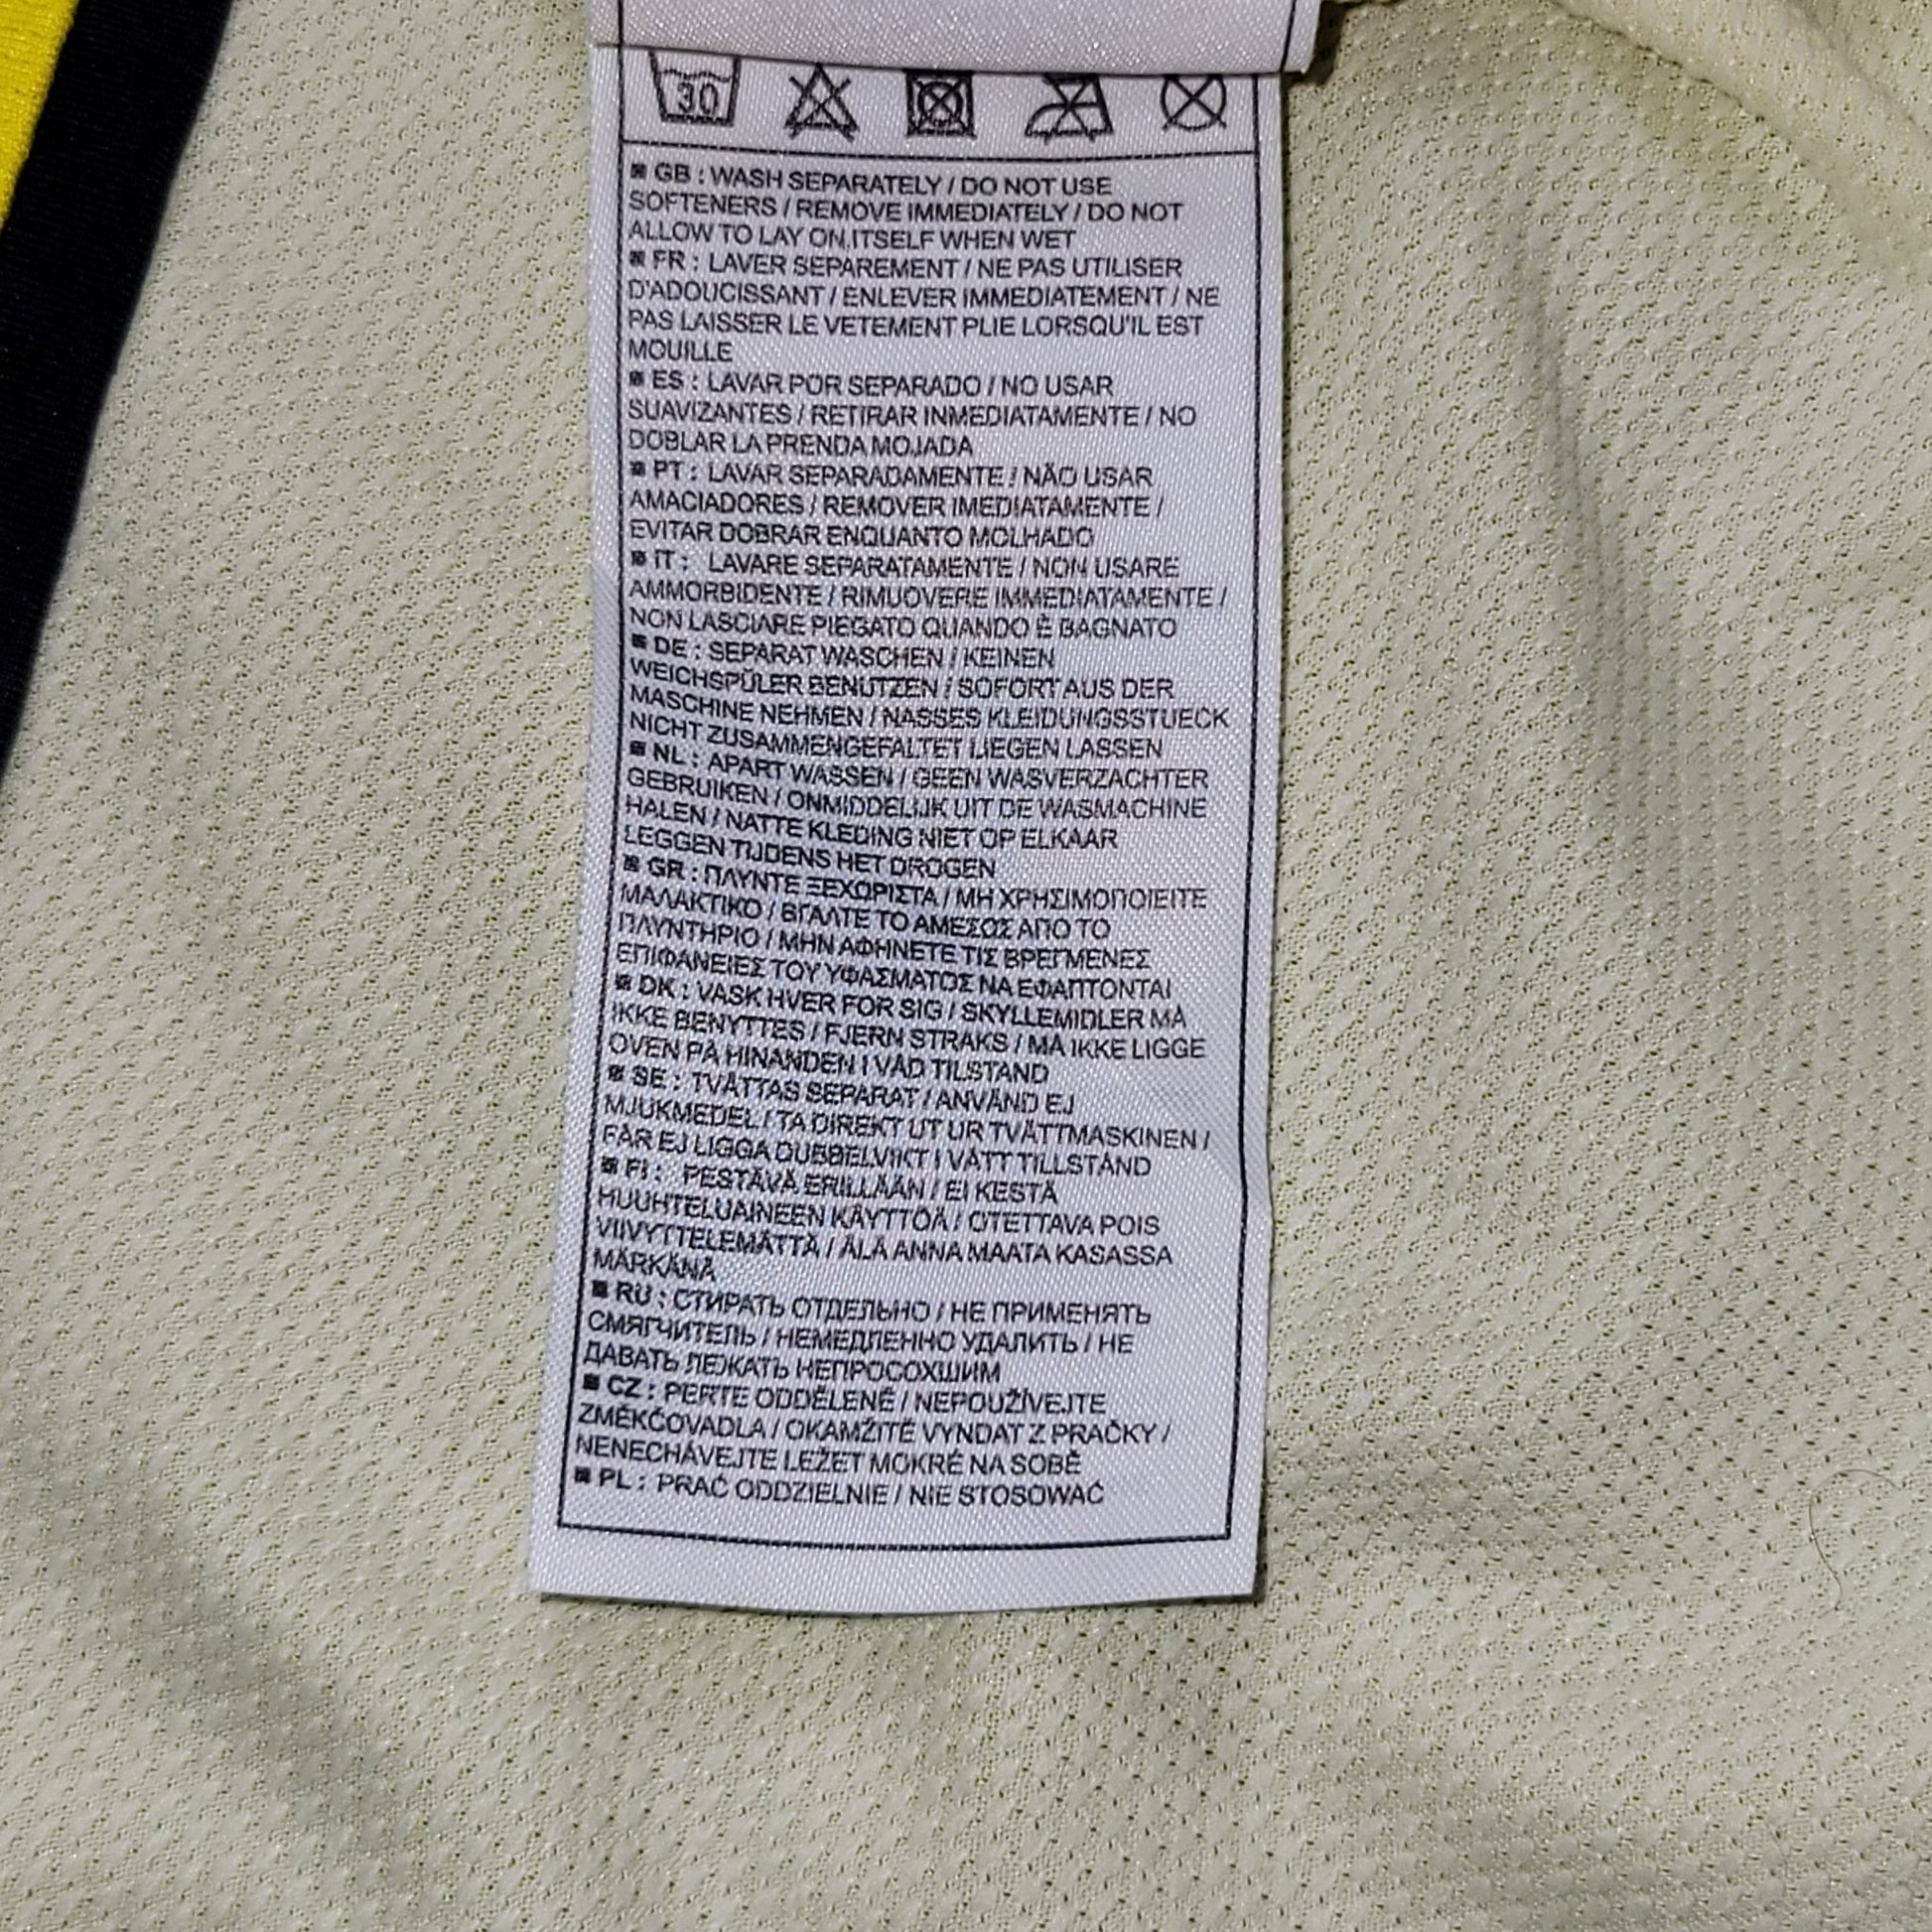 30
GB : WASH SEPARATELY / DO NOT USE
SOFTENERS / REMOVE IMMEDIATELY / DO NOT
ALLOW TO LAY ON ITSELF WHEN WET
FR : LAVER SEPAREMENT / NE PAS UTILISER
D'ADOUCISSANT / ENLEVER IMMEDIATEMENT / NE
PAS LAISSER LE VETEMENT PLIE LORSQU'IL EST
MOUILLE
ES : LAVAR POR SEPARADO / NO USAR
SUAVIZANTES / RETIRAR INMEDIATAMENTE / NO
DOBLAR LA PRENDA MOJADA
PT : LAVAR SEPARADAMENTE / NÃO USAR
AMACIADORES / REMOVER IMEDIATAMENTE /
EVITAR DOBRAR ENQUANTO MOLHADO
IT : LAVARE SEPARATAMENTE / NON USARE
AMMORBIDENTE / RIMUOVERE IMMEDIATAMENTE /
NON LASCIARE PIEGATO QUANDO È BAGNATO
DE : SEPARAT WASCHEN / KEINEN
WEICHSPÜLER BENUTZEN / SOFORT AUS DER
MASCHINE NEHMEN / NASSES KLEIDUNGSSTUECK
NICHT ZUSAMMENGEFALTET LIEGEN LASSEN
NL : APART WASSEN / GEEN WASVERZACHTER
GEBRUIKEN / ONMIDDELIJK UIT DE WASMACHINE
HALEN / NATTE KLEDING NIET OP ELKAAR
LEGGEN TIJDENS HET DROGEN
GR : ΠΛΥΝΤΕ ΞΕΧΩΡΙΣΤΑ / ΜΗ ΧΡΗΣΙΜΟΠΟΙΕΙΤΕ
ΜΑΛΑΚΤΙΚΟ / ΒΓΑΛΤΕ ΤΟ ΑΜΕΣΩΣ ΑΠΟ ΤΟ
ΠΛΥΝΤΗΡΙΟ / ΜΗΝ ΑΦΗΝΕΤΕ ΤΙΣ ΒΡΕΓΜΕΝΕΣ
ΕΠΙΦΑΝΕΙΕΣ ΤΟΥ ΥΦΑΣΜΑΤΟΣ ΝΑ ΕΦΑΠΤΟΝΤΑΙ
DK : VASK HVER FOR SIG / SKYLLEMIDLER MÅ
IKKE BENYTTES / FJERN STRAKS / MÅ IKKE LIGGE
OVEN PÅ HINANDEN I VÅD TILSTAND
SE : TVÄTTAS SEPARAT / ANVÄND EJ
MJUKMEDEL / TA DIREKT UT UR TVÄTTMASKINEN /
FÅR EJ LIGGA DUBBELVIKT I VÅTT TILLSTÅND
FI : PESTÄVÄ ERILLÄÄN / EI KESTÄ
HUUHTELUAINEEN KÄYTTÖÄ / OTETTAVA POIS
VIIVYTTELEMÄTTÄ / ÄLÄ ANNA MAATA KASASSA
MÄRKÄNÄ
RU : СТИРАТЬ ОТДЕЛЬНО / НЕ ПРИМЕНЯТЬ
СМЯГЧИТЕЛЬ / НЕМЕДЛЕННО УДАЛИТЬ / НЕ
ДАВАТЬ ЛЕЖАТЬ НЕПРОСОХШИМ
CZ : PERTE ODDĚLENĚ / NEPOUŽÍVEJTE
ZMĚKČOVADLA / OKAMŽITĚ VYNDAT Z PRAČKY /
NENECHÁVEJTE LEŽET MOKRÉ NA SOBĚ
PL : PRAĆ ODDZIELNIE / NIE STOSOWAĆ